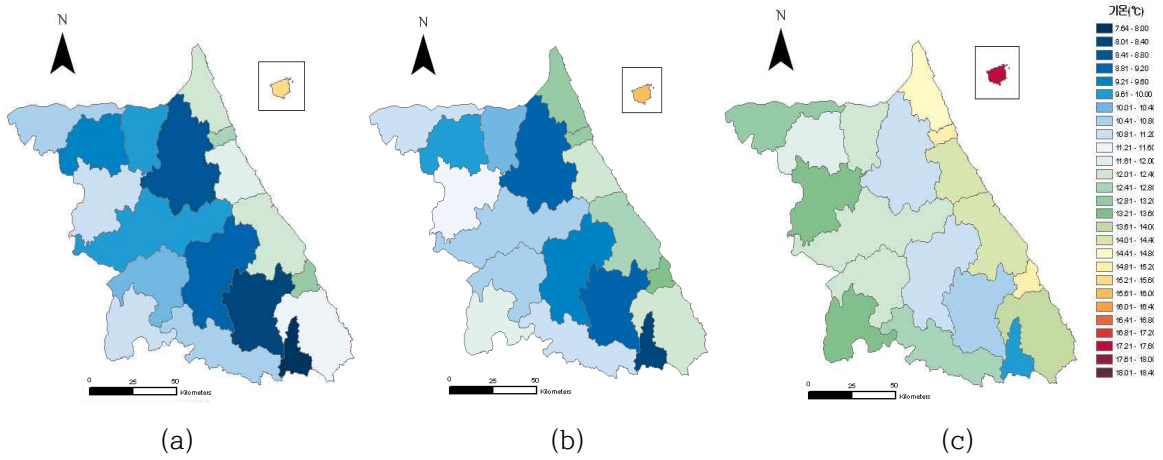 N
N
N
0 25 50
Kilometers
0 25 50
Kilometers
0 25 50
Kilometers
기온(℃)
7.64 - 8.00
8.01 - 8.40
8.41 - 8.80
8.81 - 9.20
9.21 - 9.60
9.61 - 10.00
10.01 - 10.40
10.41 - 10.80
10.81 - 11.20
11.21 - 11.60
11.61 - 12.00
12.01 - 12.40
12.41 - 12.80
12.81 - 13.20
13.21 - 13.60
13.61 - 14.00
14.01 - 14.40
14.41 - 14.80
14.81 - 15.20
15.21 - 15.60
15.61 - 16.00
16.01 - 16.40
16.41 - 16.80
16.81 - 17.20
17.21 - 17.60
17.61 - 18.00
18.01 - 18.40
(a) (b) (c)